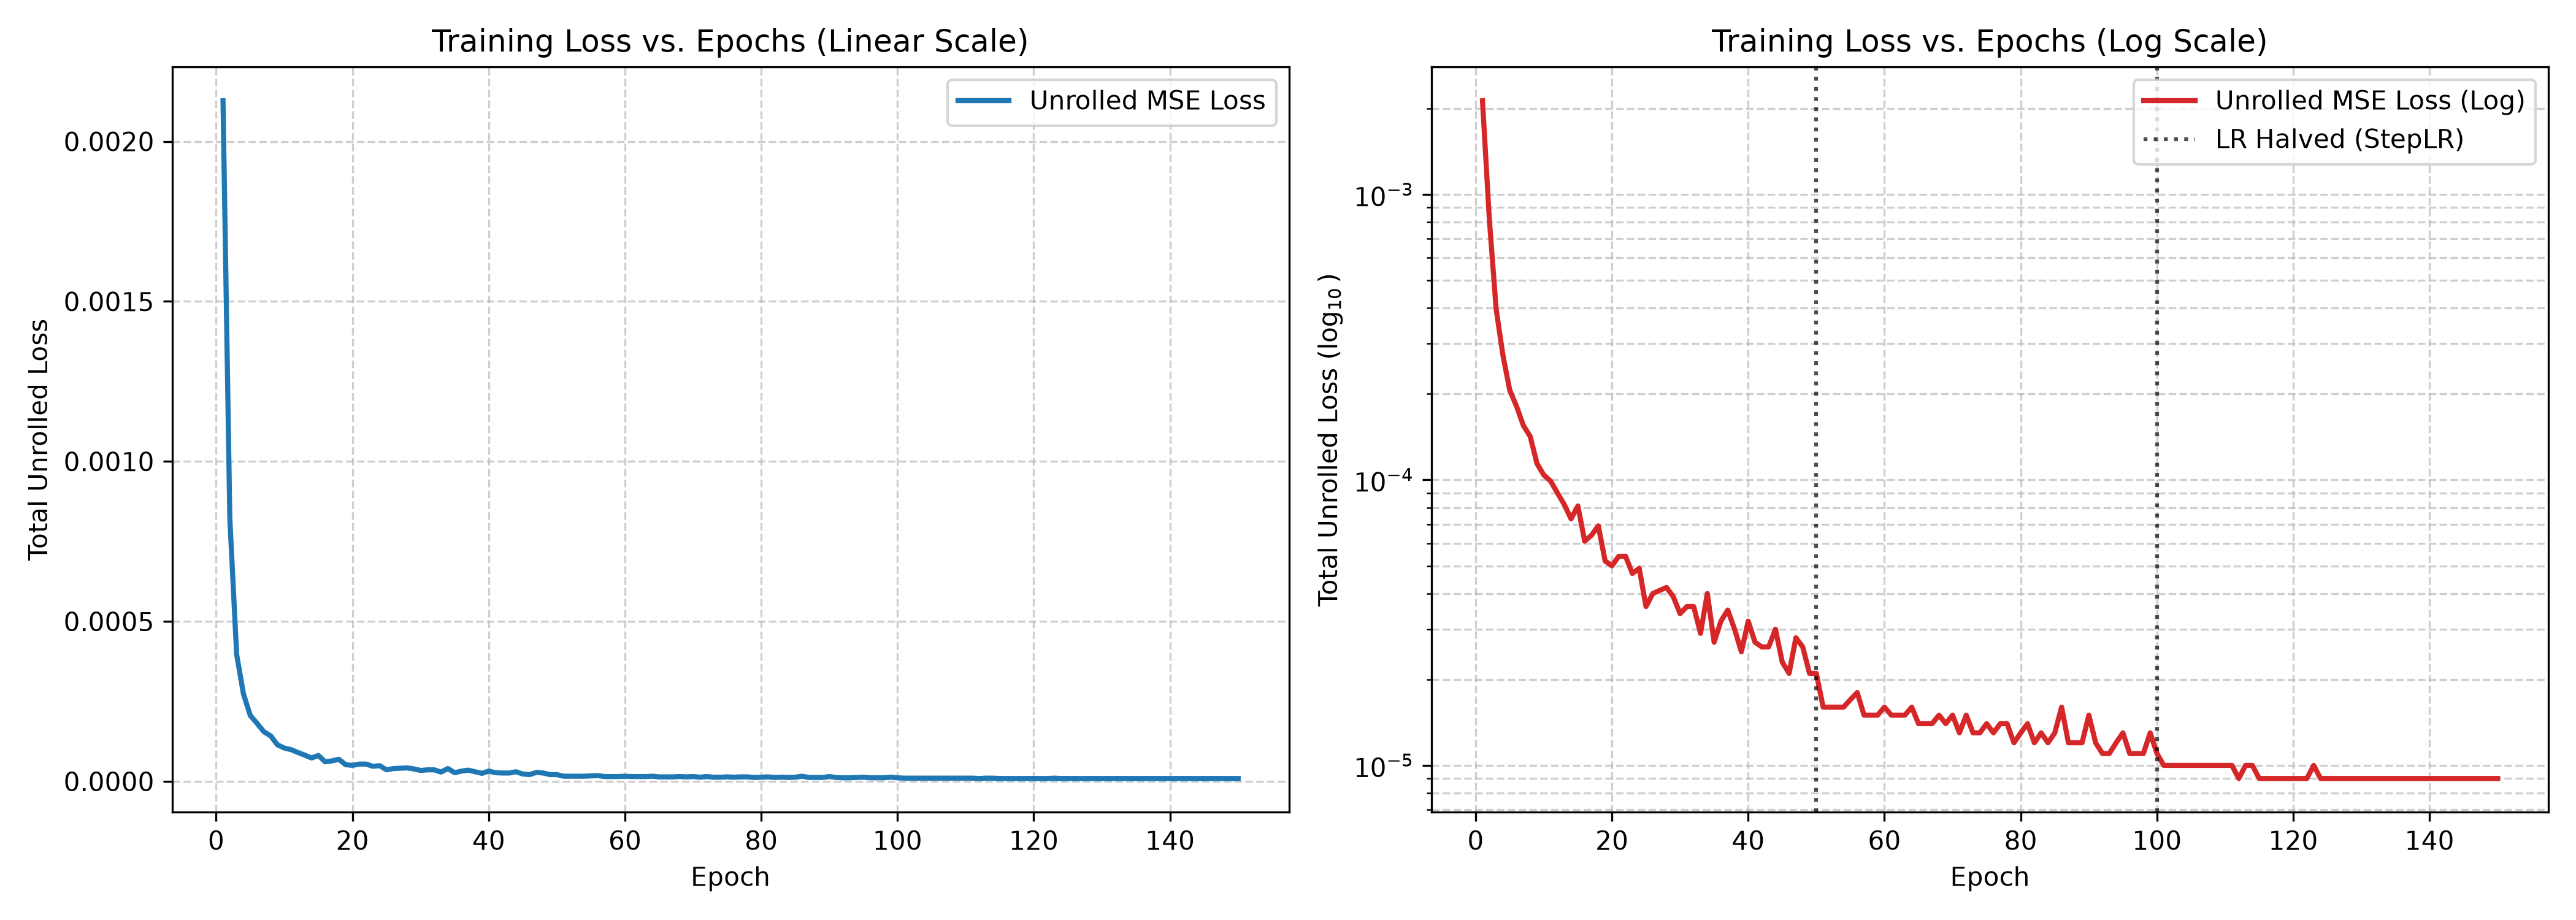 Training Loss vs. Epochs (Linear Scale)
Unrolled MSE Loss
0.0020
0.0015
0.0010
0.0005
0.0000
Total Unrolled Loss
0 20 40 60 80 100 120 140
Epoch
Training Loss vs. Epochs (Log Scale)
Unrolled MSE Loss (Log)
LR Halved (StepLR)
10⁻³
10⁻⁴
10⁻⁵
Total Unrolled Loss (log₁₀)
0 20 40 60 80 100 120 140
Epoch